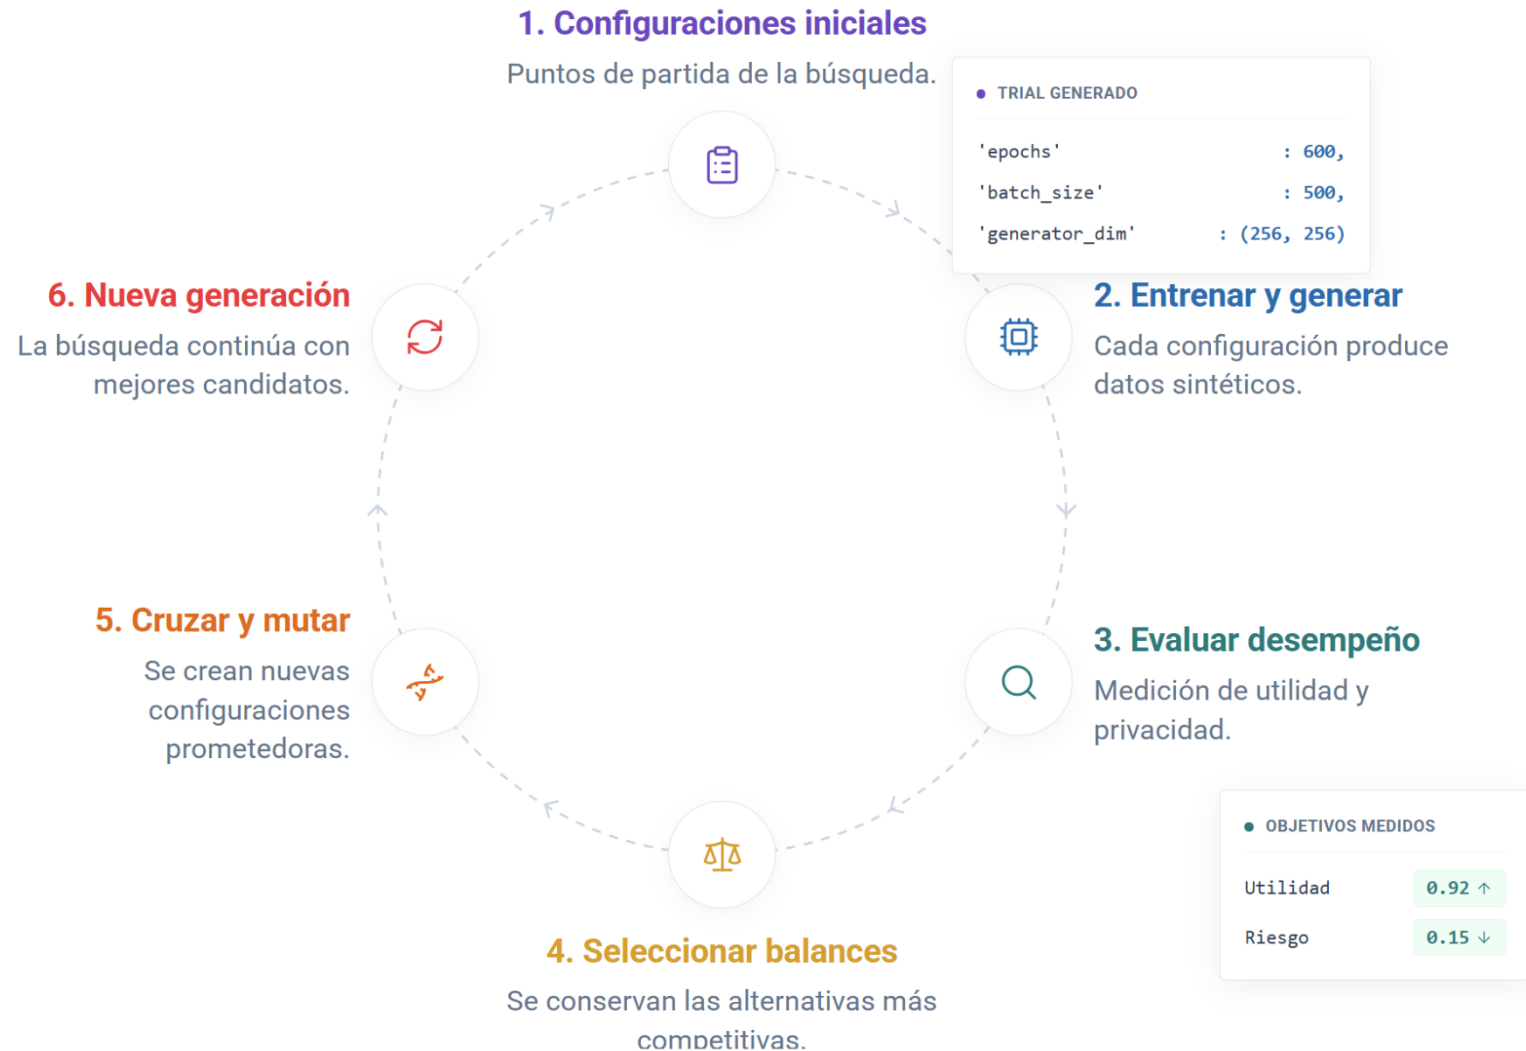 1. Configuraciones iniciales
Puntos de partida de la búsqueda.
TRIAL GENERADO
'epochs' : 600,
'batch_size' : 500,
'generator_dim' : (256, 256)
2. Entrenar y generar
Cada configuración produce
datos sintéticos.
3. Evaluar desempeño
Medición de utilidad y
privacidad.
OBJETIVOS MEDIDOS
Utilidad 0.92 ↑
Riesgo 0.15 ↓
4. Seleccionar balances
Se conservan las alternativas más
competitivas.
5. Cruzar y mutar
Se crean nuevas
configuraciones
prometedoras.
6. Nueva generación
La búsqueda continúa con
mejores candidatos.